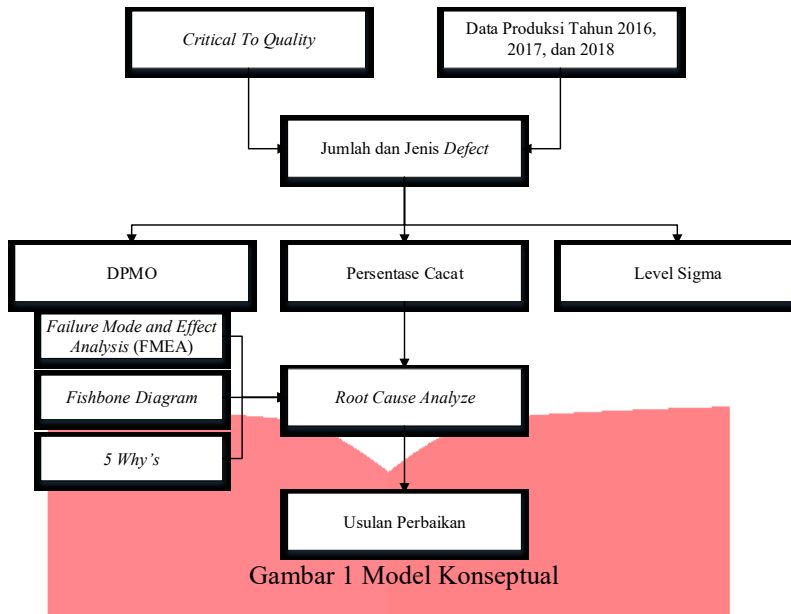 Critical To Quality
Data Produksi Tahun 2016,
2017, dan 2018
Jumlah dan Jenis Defect
DPMO
Persentase Cacat
Level Sigma
Failure Mode and Effect
Analysis (FMEA)
Fishbone Diagram
Root Cause Analyze
5 Why's
Usulan Perbaikan
Gambar 1 Model Konseptual